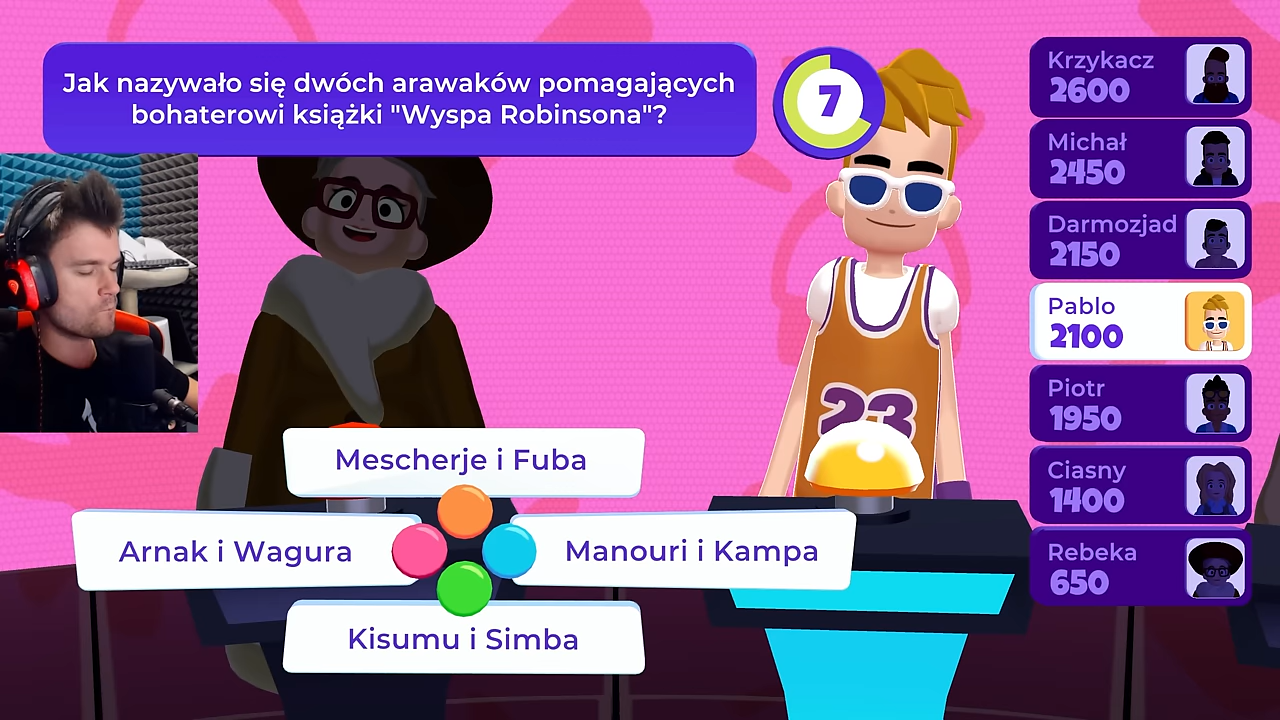 Jak nazywało się dwóch arawaków pomagających
bohaterowi książki "Wyspa Robinsona"?
7
Krzykacz
2600
Michał
2450
Darmozjad
2150
Pablo
2100
Piotr
1950
Ciasny
1400
Rebeka
650
23
Mescherje i Fuba
Arnak i Wagura
Manouri i Kampa
Kisumu i Simba